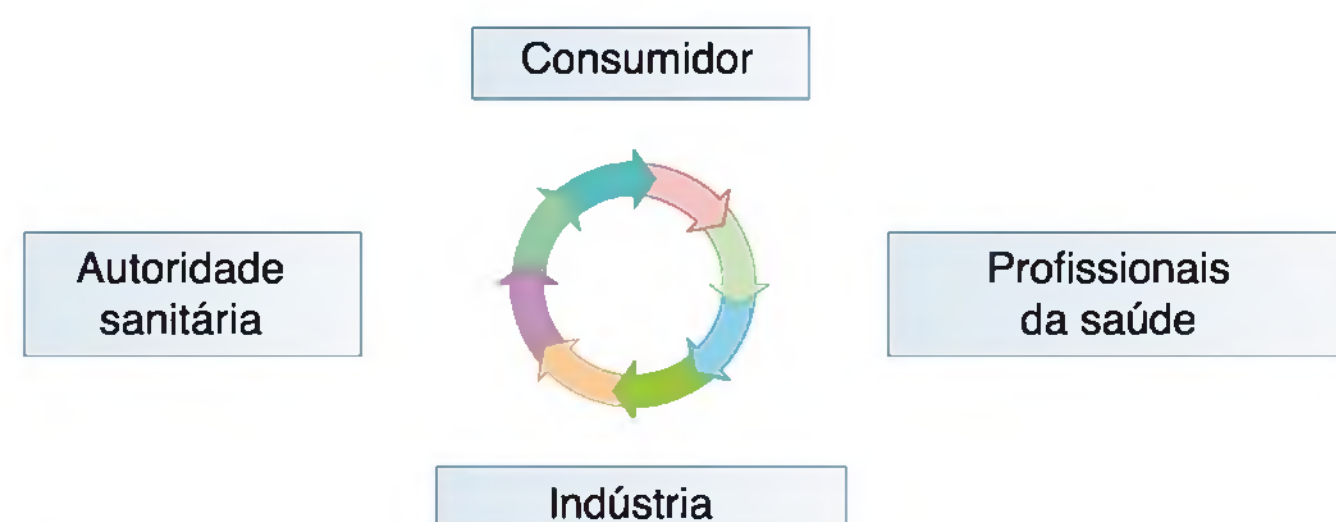 Consumidor
Autoridade
sanitária
Profissionais
da saúde
Indústria